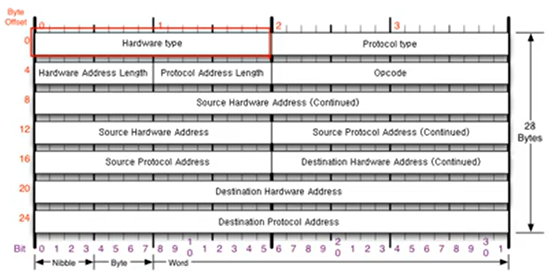 Byte
Offset
0 1 2 3
0 Hardware type Protocol type
4 Hardware Address Length Protocol Address Length Opcode
8 Source Hardware Address (Continued)
12 Source Hardware Address Source Protocol Address (Continued)
16 Source Protocol Address Destination Hardware Address (Continued)
20 Destination Hardware Address
24 Destination Protocol Address
28
Bytes
Bit 0 1 2 3 4 5 6 7 8 9 1 0 1 2 3 4 5 6 7 8 9 2 0 1 2 3 4 5 6 7 8 9 3 0 1
Nibble Byte Word